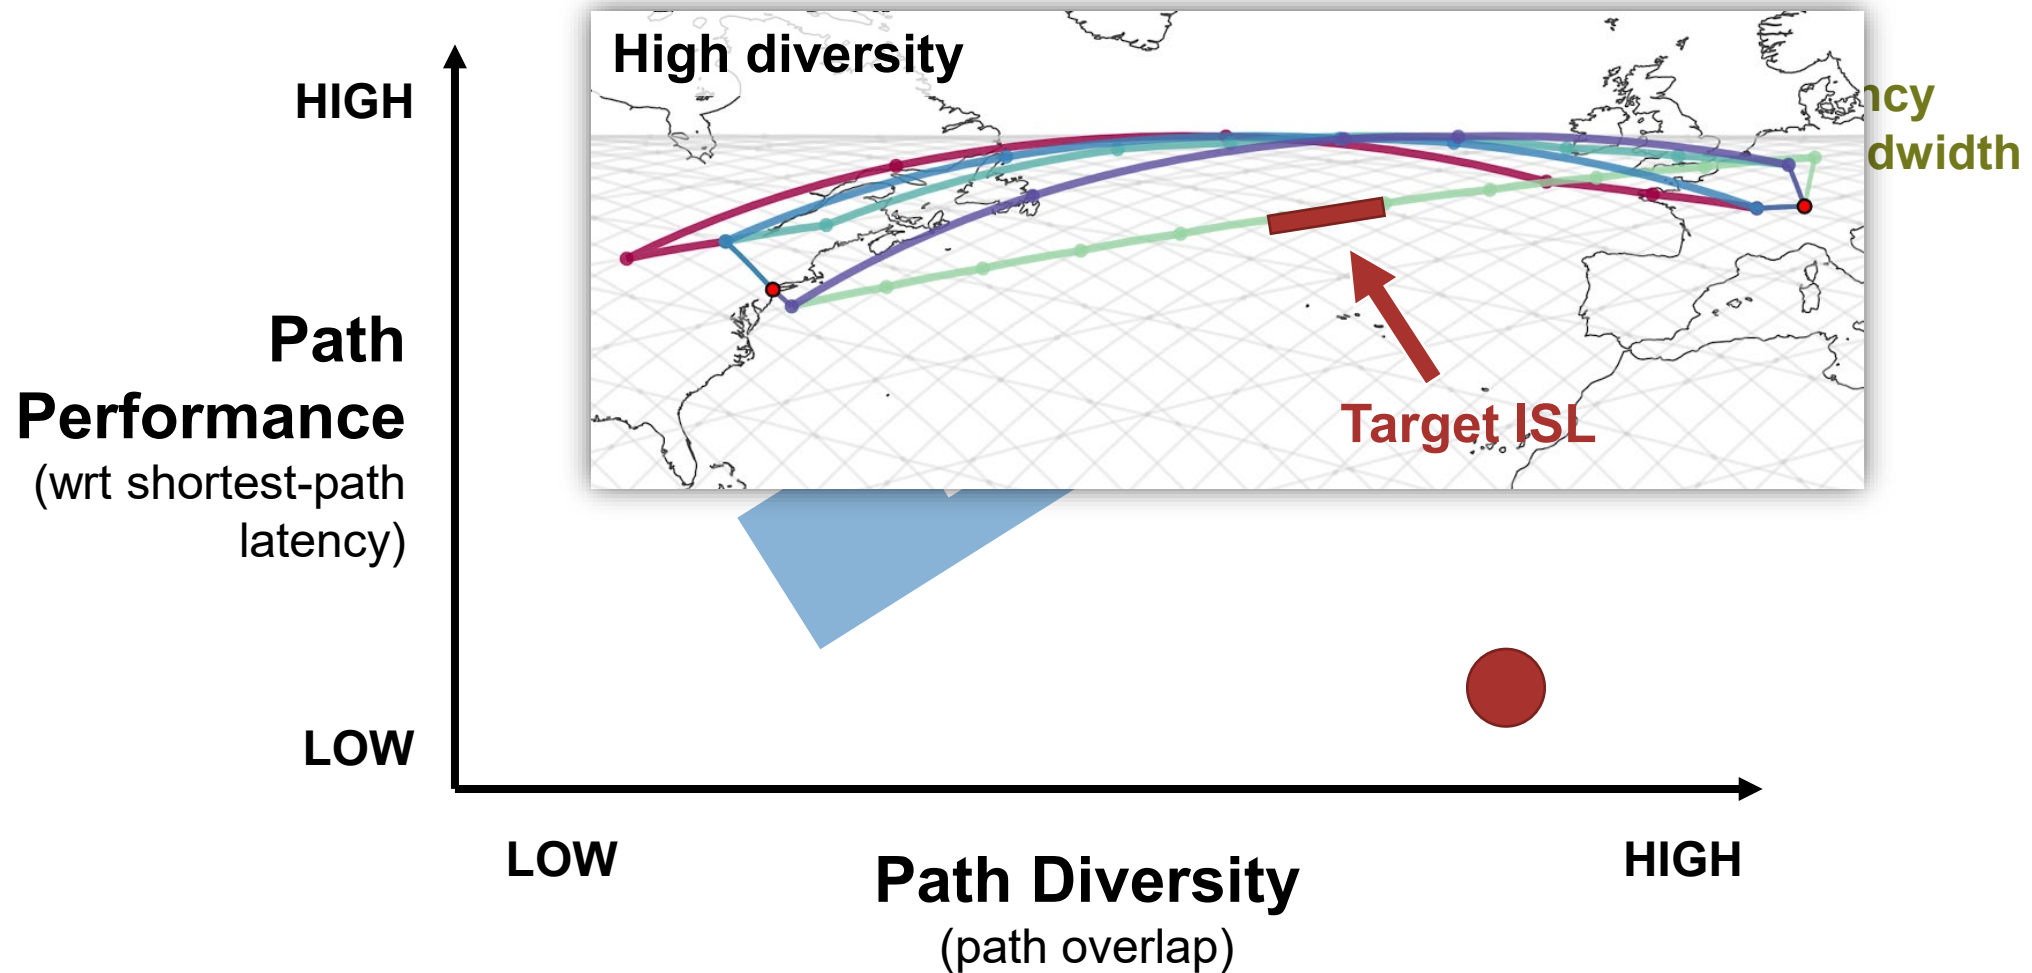 High diversity
HIGH
dwidth
Path
Performance
(wrt shortest-path
latency)
Target ISL
LOW
LOW
HIGH
Path Diversity
(path overlap)